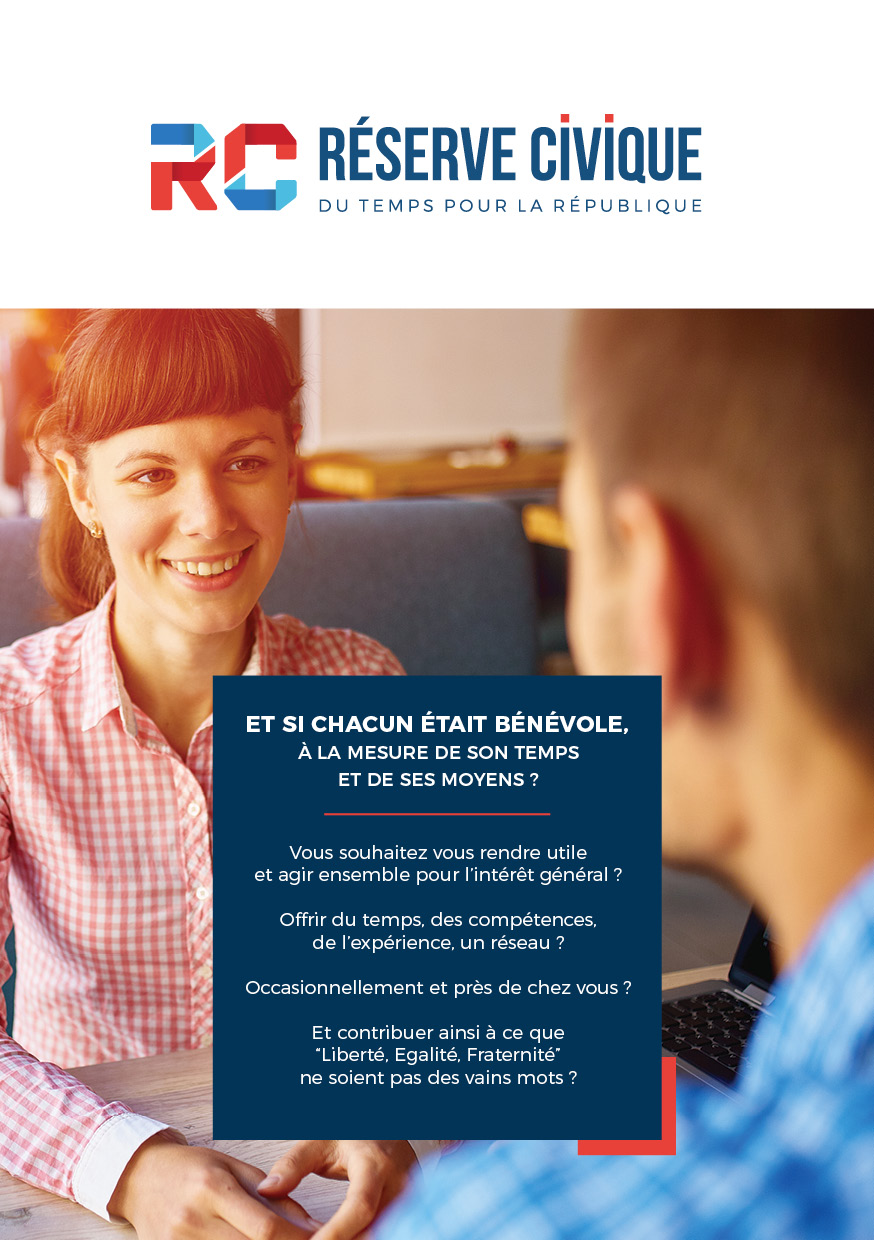 RC RÉSERVE CIVIQUE
DU TEMPS POUR LA RÉPUBLIQUE
ET SI CHACUN ÉTAIT BÉNÉVOLE,
À LA MESURE DE SON TEMPS
ET DE SES MOYENS ?
Vous souhaitez vous rendre utile
et agir ensemble pour l’intérêt général ?
Offrir du temps, des compétences,
de l’expérience, un réseau ?
Occasionnellement et près de chez vous ?
Et contribuer ainsi à ce que
“Liberté, Egalité, Fraternité”
ne soient pas des vains mots ?